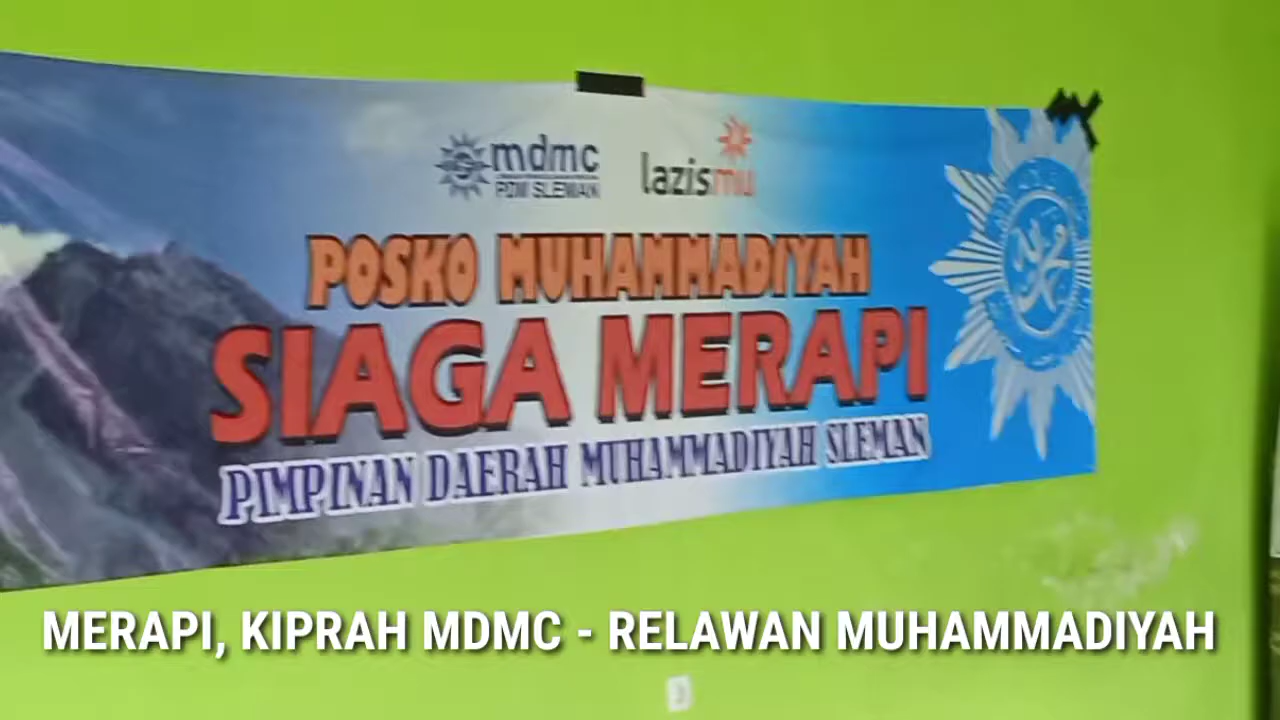 mdmc
PDM SLEMAN
lazismu
POSKO MUHAMMADIYAH
SIAGA MERAPI
PIMPINAN DAERAH MUHAMMADIYAH SLEMAN
MERAPI, KIPRAH MDMC - RELAWAN MUHAMMADIYAH